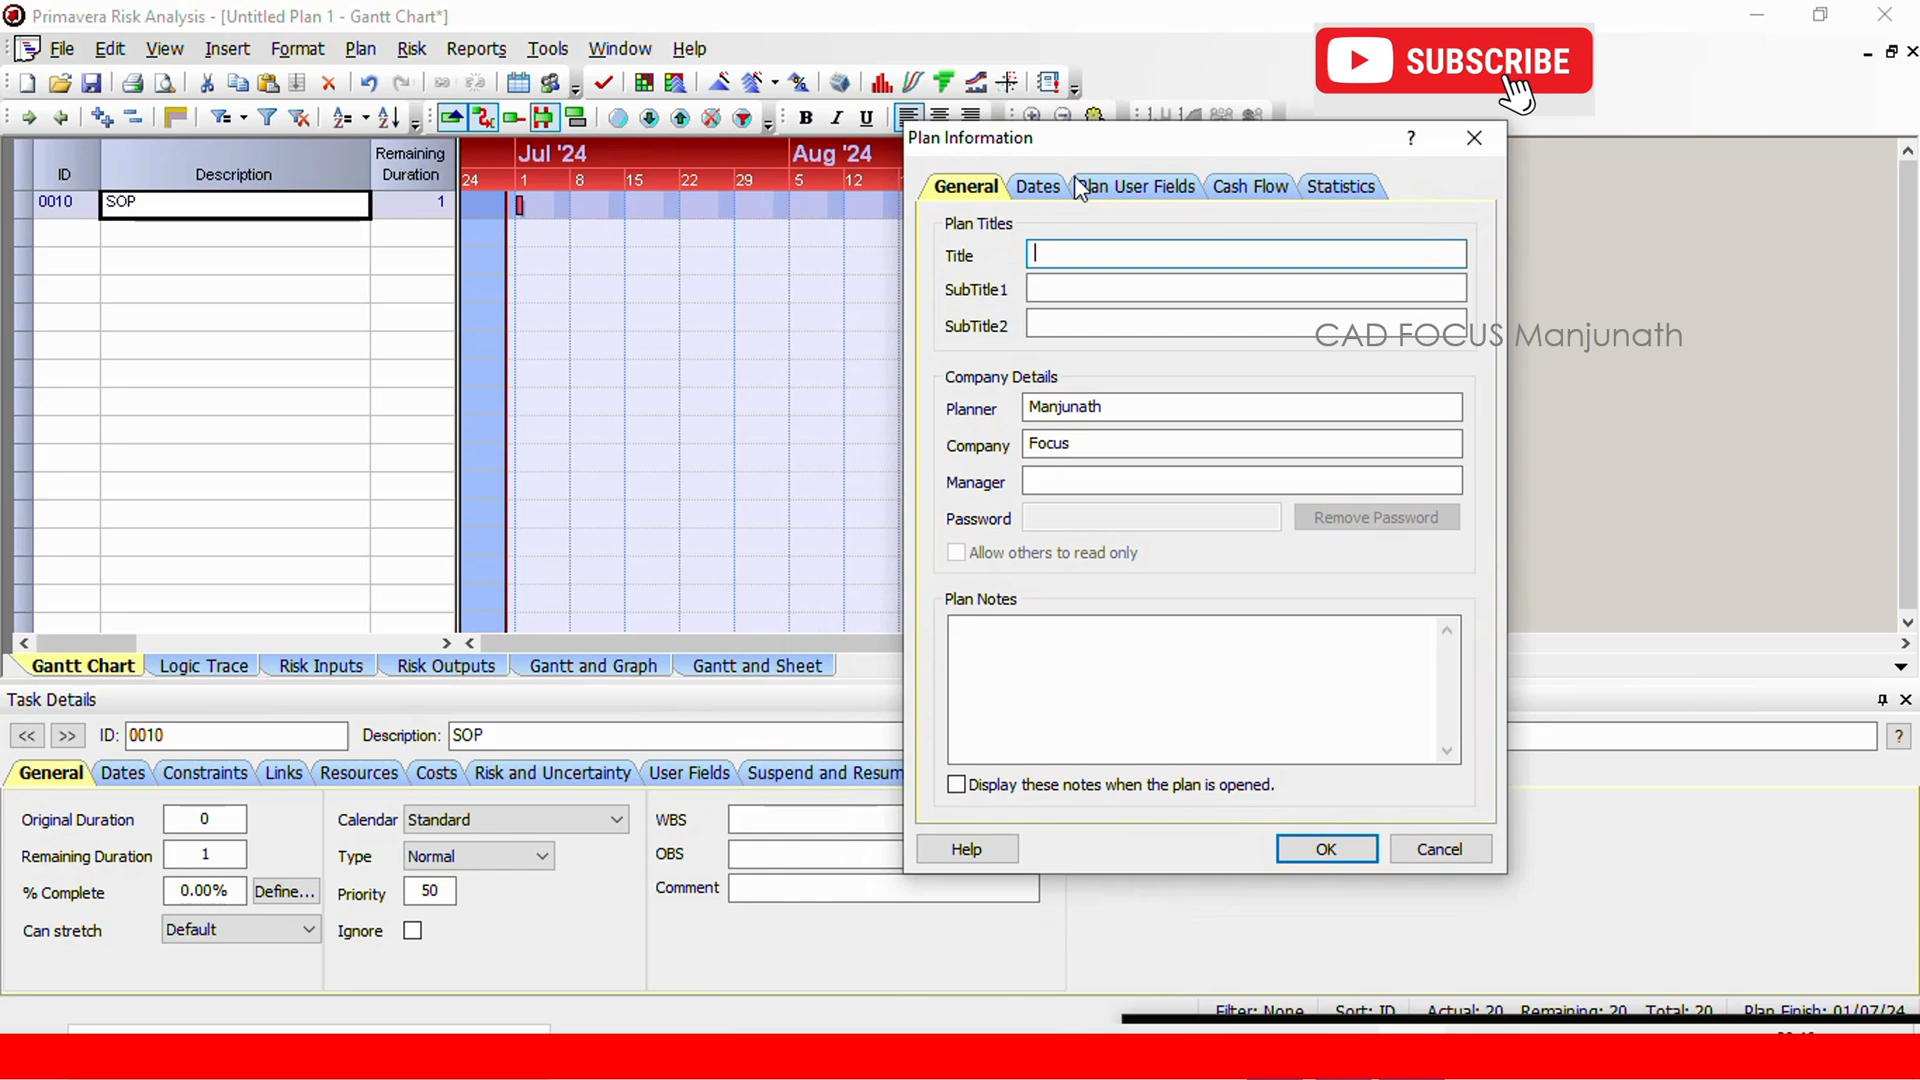 Primavera Risk Analysis - [Untitled Plan 1 - Gantt Chart*]
File Edit View Insert Format Plan Risk Reports Tools Window Help
SUBSCRIBE
B I U
Plan Information
ID Description Remaining Duration
Jul '24 Aug '24
24 1 8 15 22 29 5 12
0010 SOP 1
General Dates Plan User Fields Cash Flow Statistics
Plan Titles
Title
SubTitle1
SubTitle2
CAD FOCUS Manjunath
Company Details
Planner Manjunath
Company Focus
Manager
Password Remove Password
Allow others to read only
Plan Notes
Display these notes when the plan is opened.
Help OK Cancel
Gantt Chart Logic Trace Risk Inputs Risk Outputs Gantt and Graph Gantt and Sheet
Task Details
<< >> ID: 0010 Description: SOP ?
General Dates Constraints Links Resources Costs Risk and Uncertainty User Fields Suspend and Resum
Original Duration 0 Calendar Standard WBS
Remaining Duration 1 Type Normal OBS
% Complete 0.00% Define... Priority 50 Comment
Can stretch Default Ignore
Filter: None Sort: ID Actual: 20 Remaining: 20 Total: 20 Plan Finish: 01/07/24